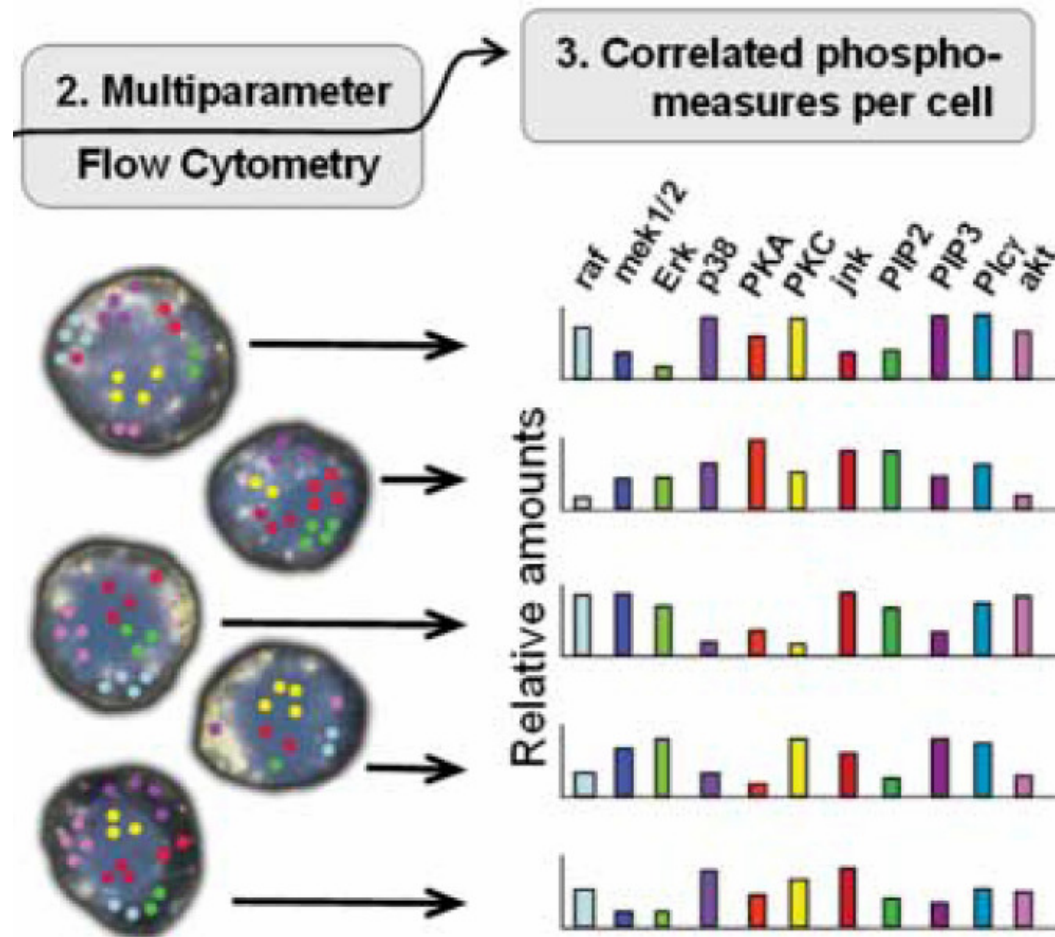 2. Multiparameter
Flow Cytometry
3. Correlated phospho-
measures per cell
raf
mek1/2
Erk
p38
PKA
PKC
jnk
PIP2
PIP3
Plcγ
akt
Relative amounts